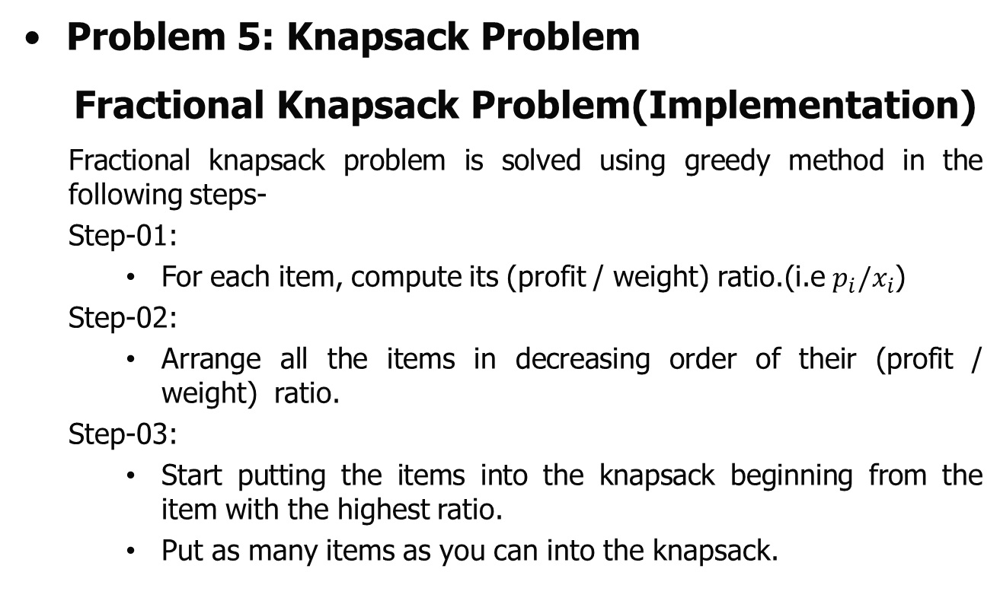 • Problem 5: Knapsack Problem
Fractional Knapsack Problem(Implementation)
Fractional knapsack problem is solved using greedy method in the
following steps-
Step-01:
• For each item, compute its (profit / weight) ratio.(i.e pᵢ/xᵢ)
Step-02:
• Arrange all the items in decreasing order of their (profit /
weight) ratio.
Step-03:
• Start putting the items into the knapsack beginning from the
item with the highest ratio.
• Put as many items as you can into the knapsack.